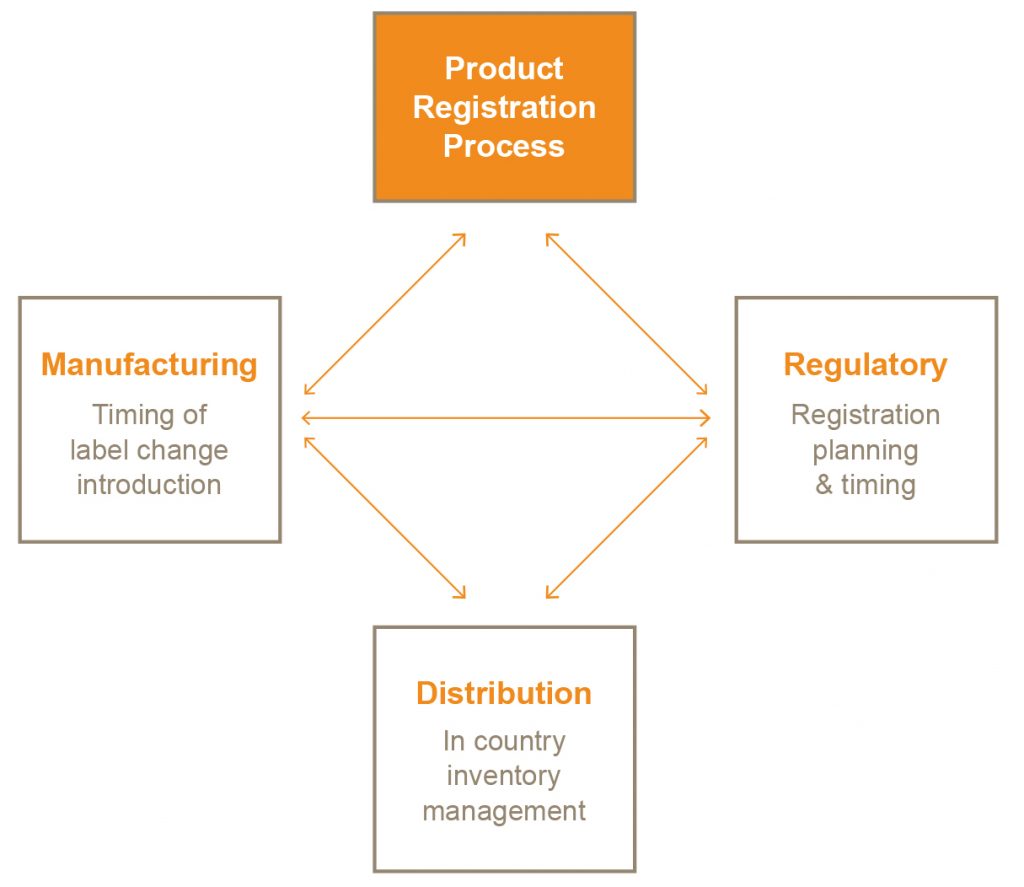 Product
Registration
Process
Manufacturing
Timing of
label change
introduction
Regulatory
Registration
planning
& timing
Distribution
In country
inventory
management